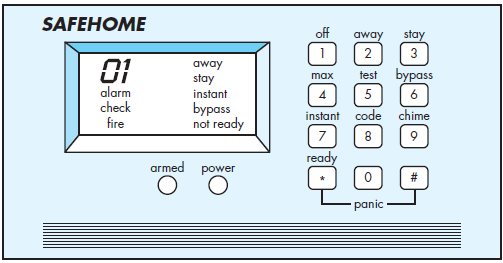 SAFEHOME
01
alarm
check
fire
away
stay
instant
bypass
not ready
armed power
off away stay
1 2 3
max test bypass
4 5 6
instant code chime
7 8 9
ready
* 0 #
panic